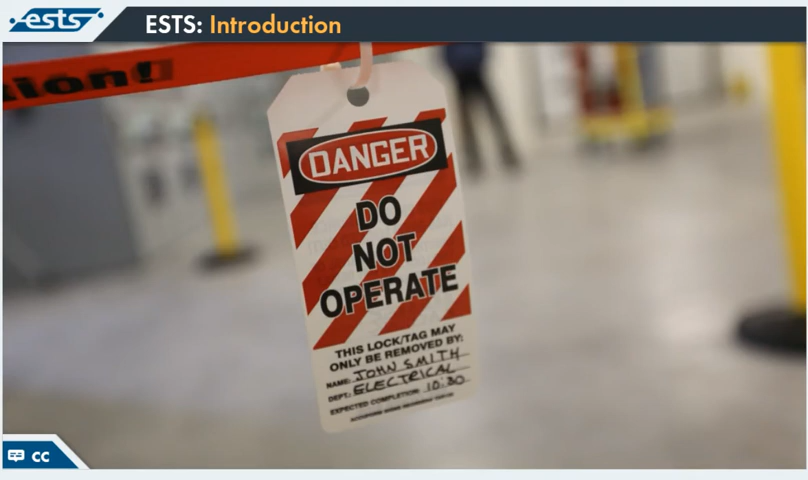 ests
ESTS: Introduction
tion!
DANGER
DO
NOT
OPERATE
THIS LOCK/TAG MAY
ONLY BE REMOVED BY:
NAME: JOHN SMITH
DEPT: ELECTRICAL
EXPECTED COMPLETION: 10:30
cc